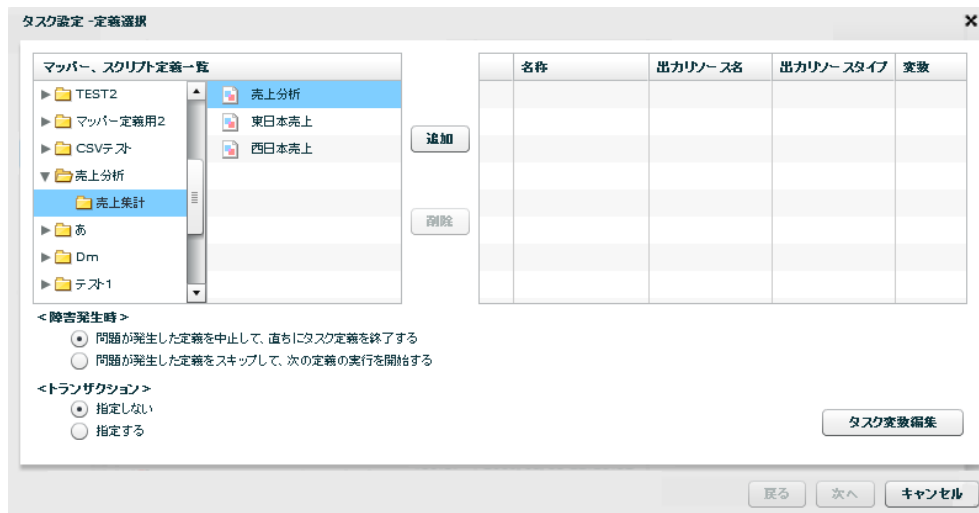 タスク設定 -定義選択
マッパー、スクリプト定義一覧
TEST2
マッパー定義用2
CSVテスト
売上分析
売上集計
あ
Dm
テスト1
売上分析
東日本売上
西日本売上
追加
削除
名称 出力リソース名 出力リソースタイプ 変数
<障害発生時>
問題が発生した定義を中止して、直ちにタスク定義を終了する
問題が発生した定義をスキップして、次の定義の実行を開始する
<トランザクション>
指定しない
指定する
タスク変数編集
戻る 次へ キャンセル